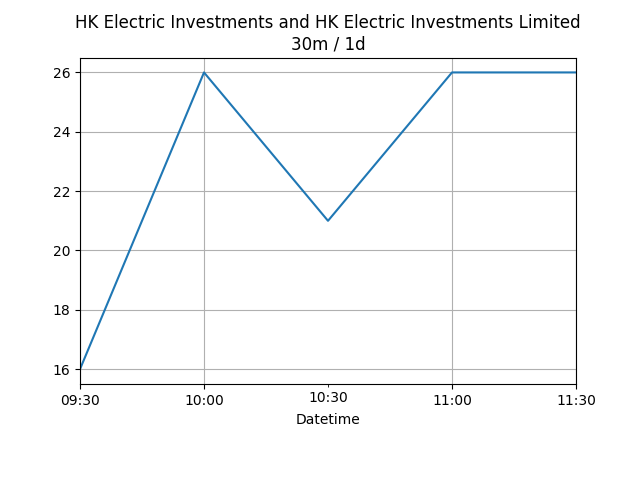 HK Electric Investments and HK Electric Investments Limited
30m / 1d
26
24
22
20
18
16
09:30 10:00 10:30 11:00 11:30
Datetime